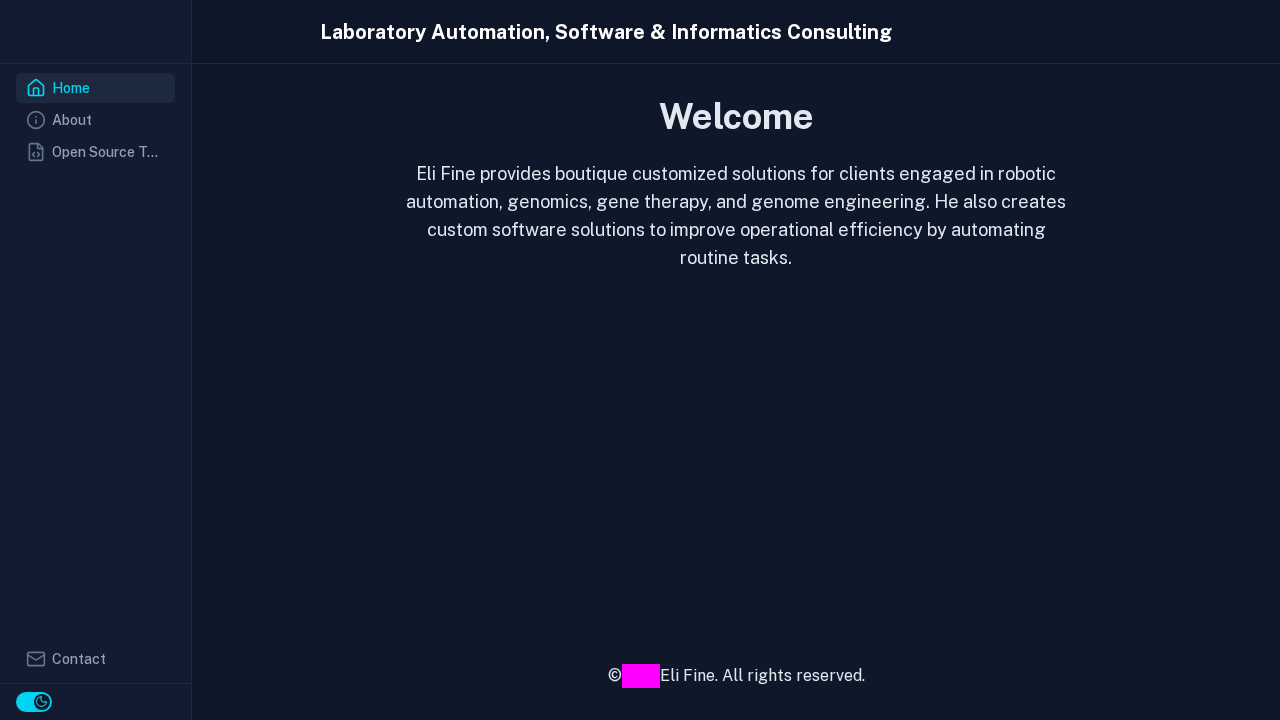 Laboratory Automation, Software & Informatics Consulting
Home
About
Open Source T...
Welcome
Eli Fine provides boutique customized solutions for clients engaged in robotic
automation, genomics, gene therapy, and genome engineering. He also creates
custom software solutions to improve operational efficiency by automating
routine tasks.
Contact
© Eli Fine. All rights reserved.